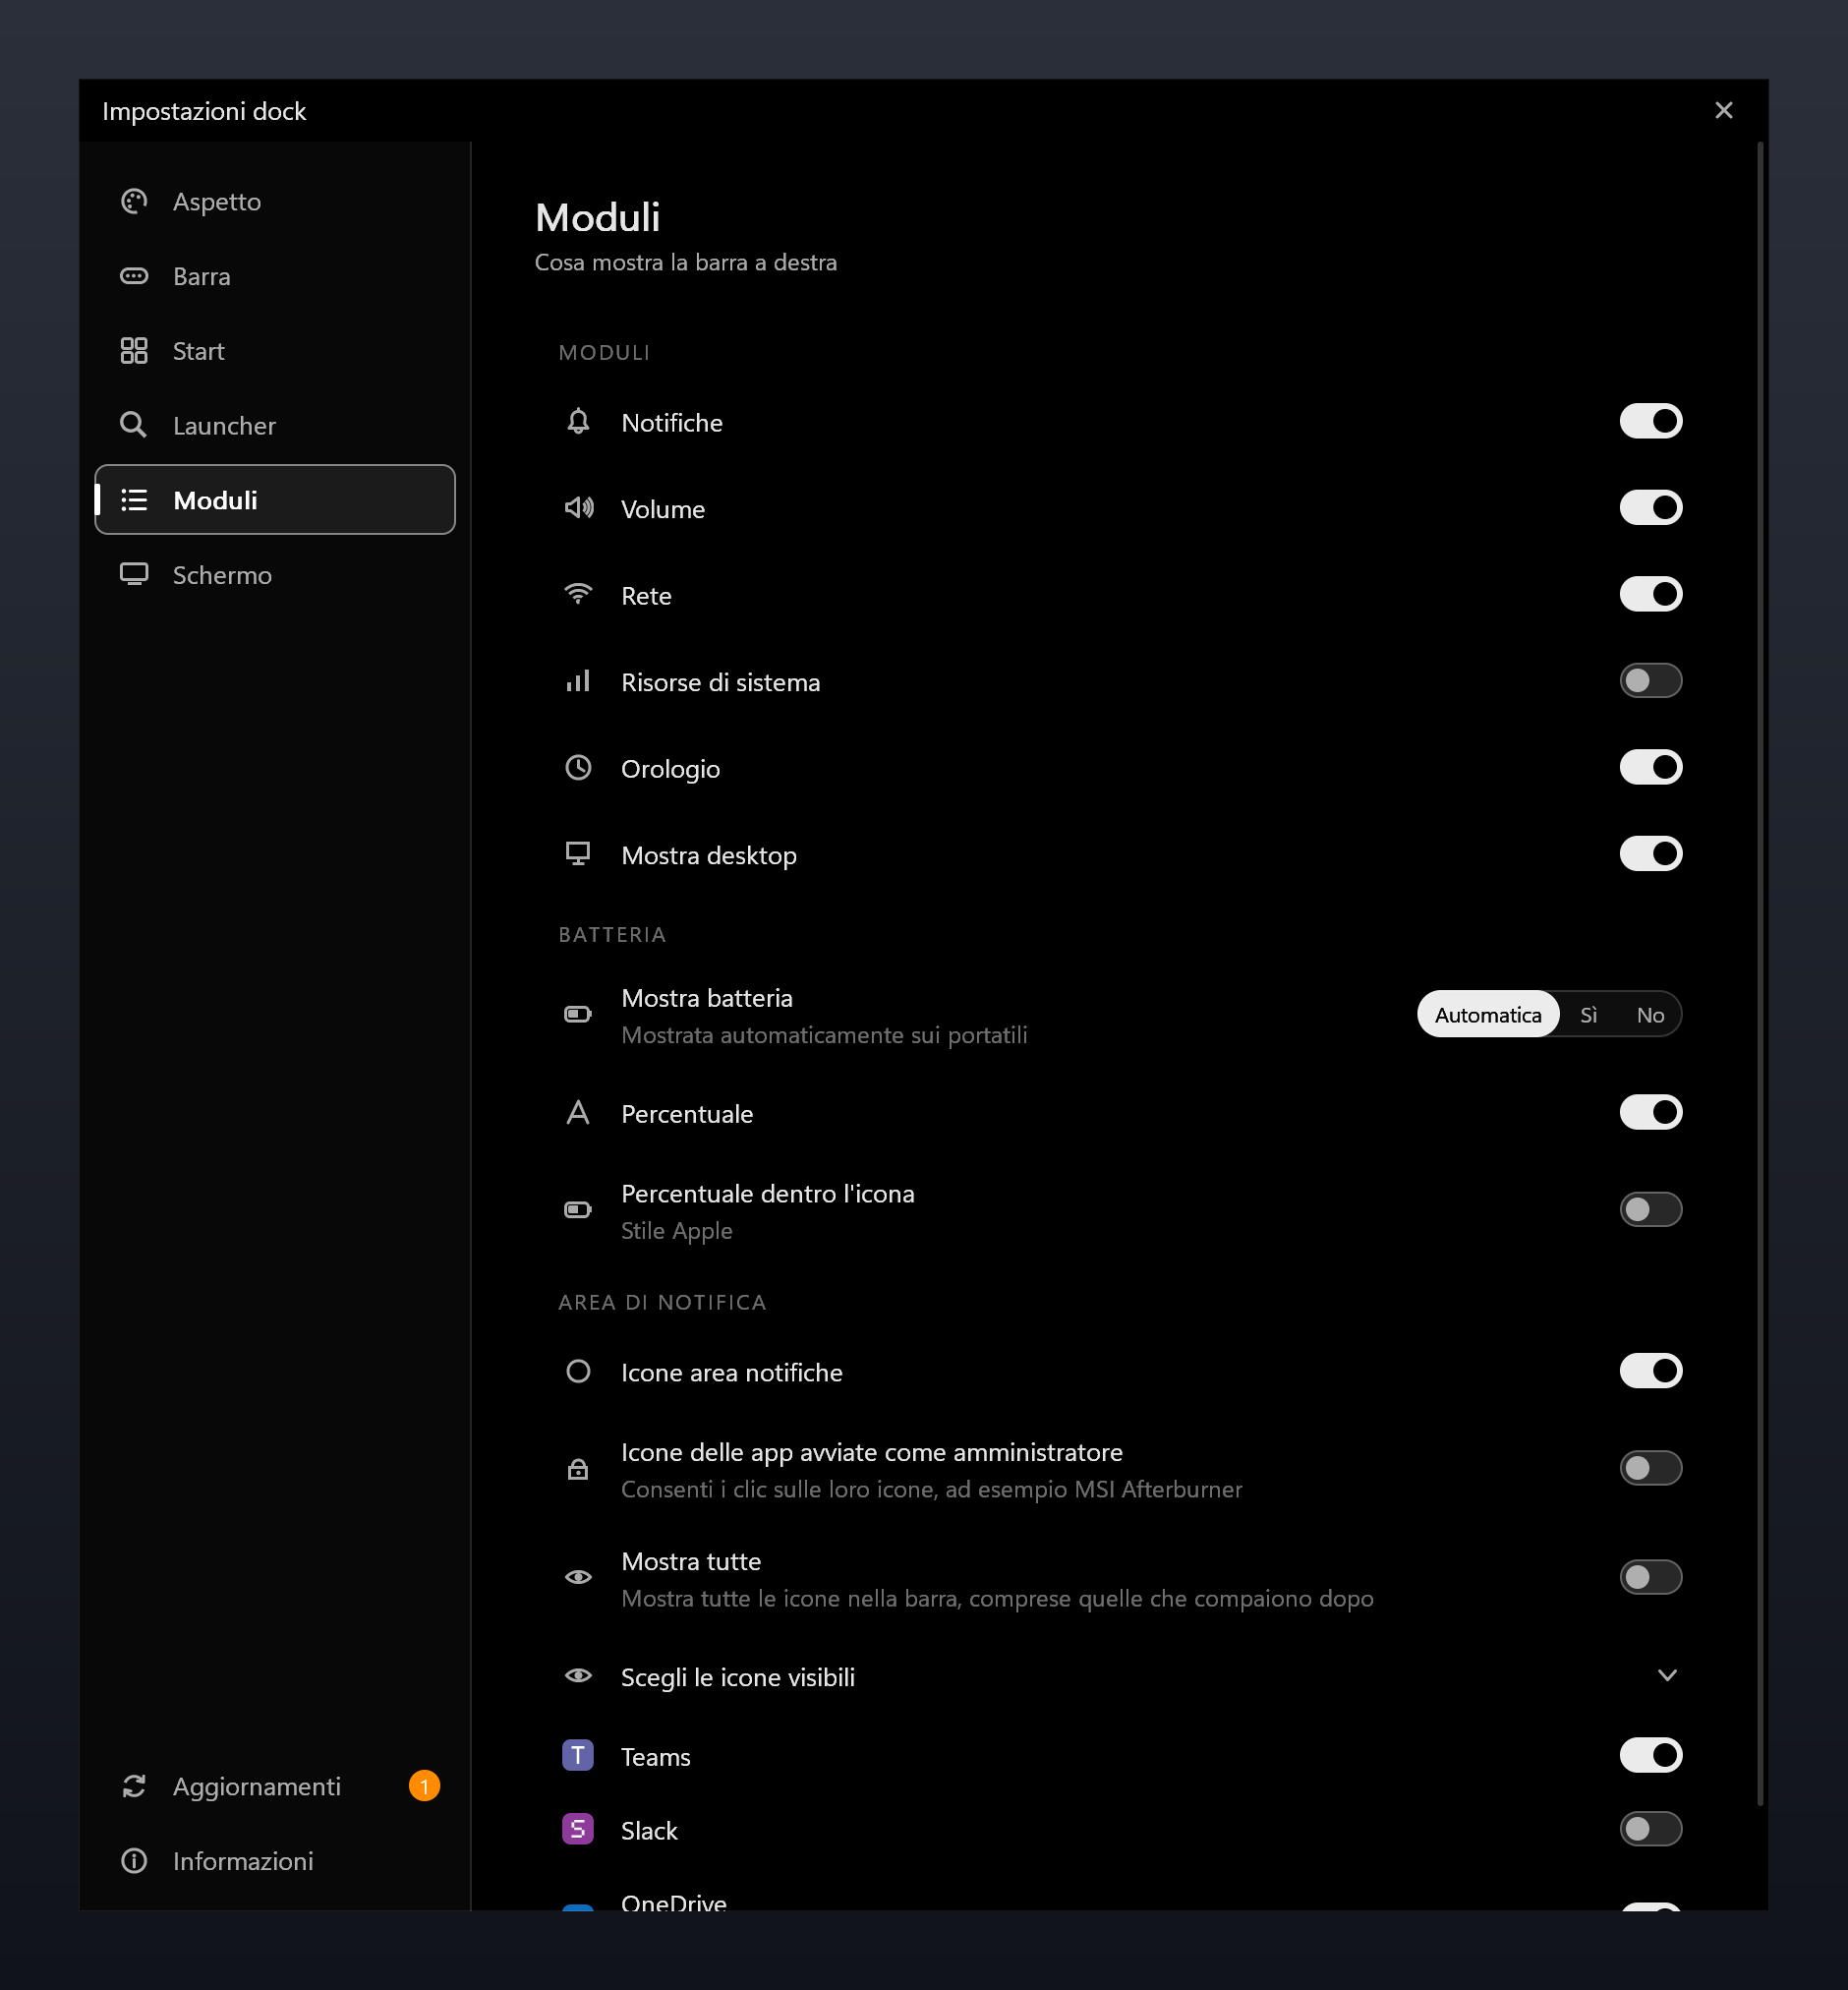 Impostazioni dock
Aspetto
Barra
Start
Launcher
Moduli
Schermo
Aggiornamenti
1
Informazioni
Moduli
Cosa mostra la barra a destra
MODULI
Notifiche
Volume
Rete
Risorse di sistema
Orologio
Mostra desktop
BATTERIA
Mostra batteria
Mostrata automaticamente sui portatili
Automatica Sì No
Percentuale
Percentuale dentro l'icona
Stile Apple
AREA DI NOTIFICA
Icone area notifiche
Icone delle app avviate come amministratore
Consenti i clic sulle loro icone, ad esempio MSI Afterburner
Mostra tutte
Mostra tutte le icone nella barra, comprese quelle che compaiono dopo
Scegli le icone visibili
T Teams
S Slack
OneDrive